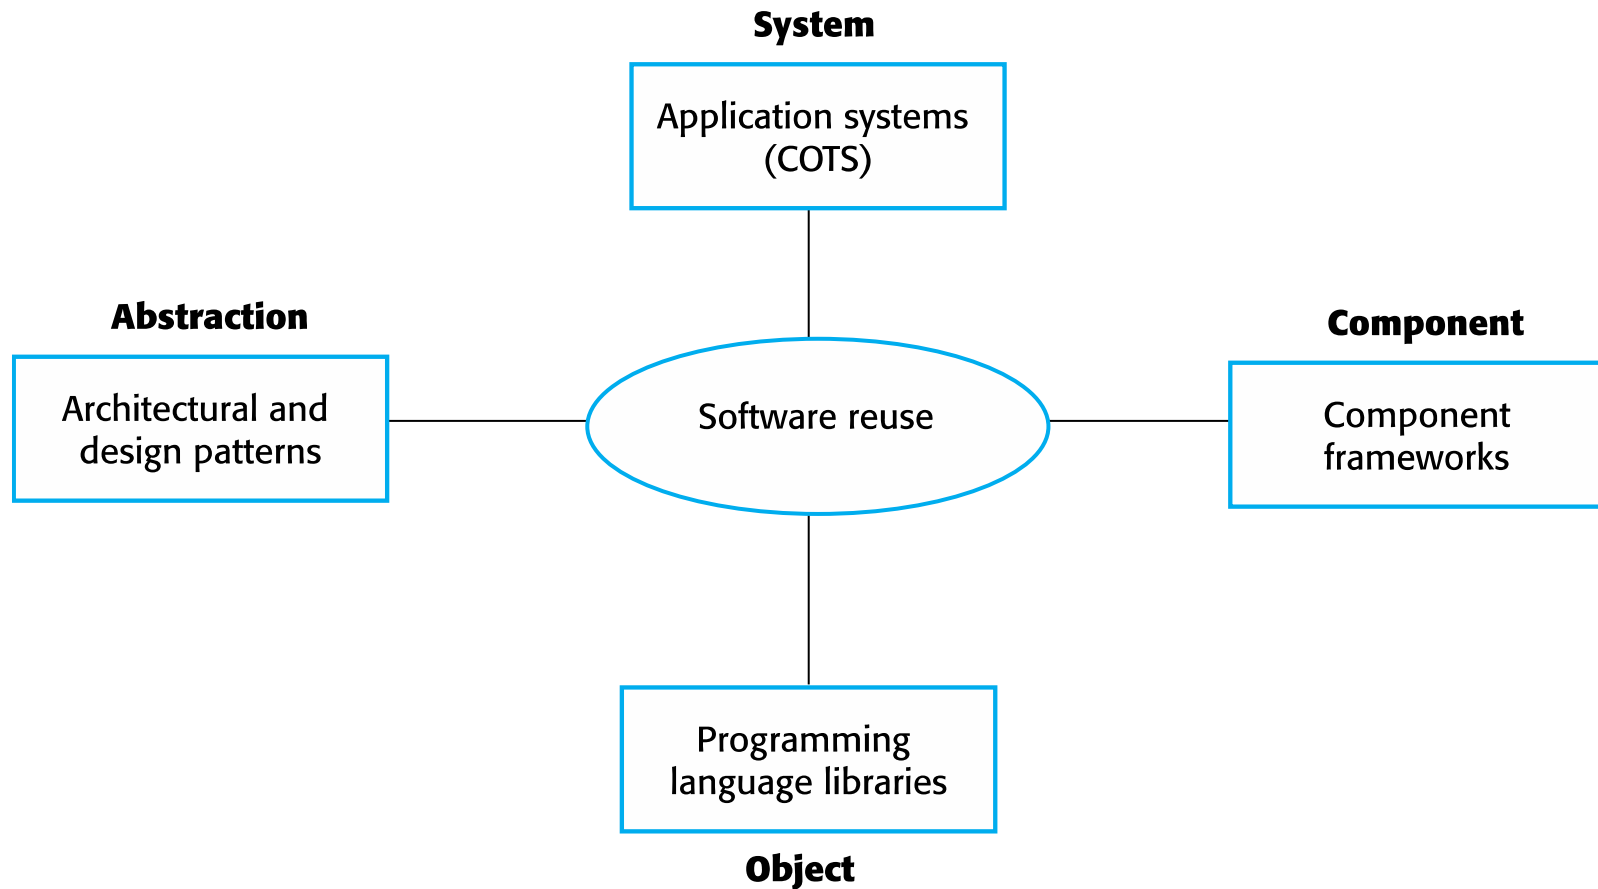 System
Application systems
(COTS)
Abstraction
Architectural and
design patterns
Software reuse
Component
Component
frameworks
Programming
language libraries
Object